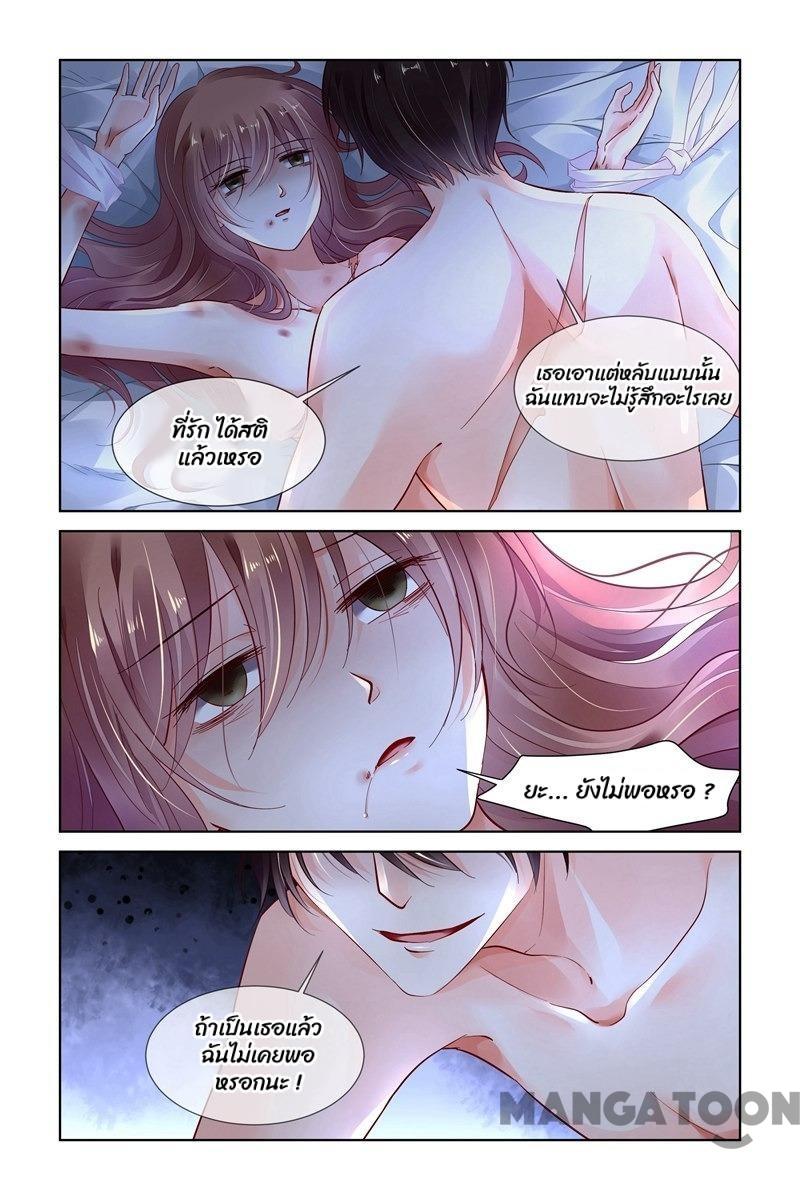 ที่รัก ได้สติ
แล้วเหรอ
เธอเอาแต่หลับแบบนั้น
ฉันแทบจะไม่รู้สึกอะไรเลย
ยะ... ยังไม่พอหรอ ?
ถ้าเป็นเธอแล้ว
ฉันไม่เคยพอ
หรอกนะ !
MANGATOON